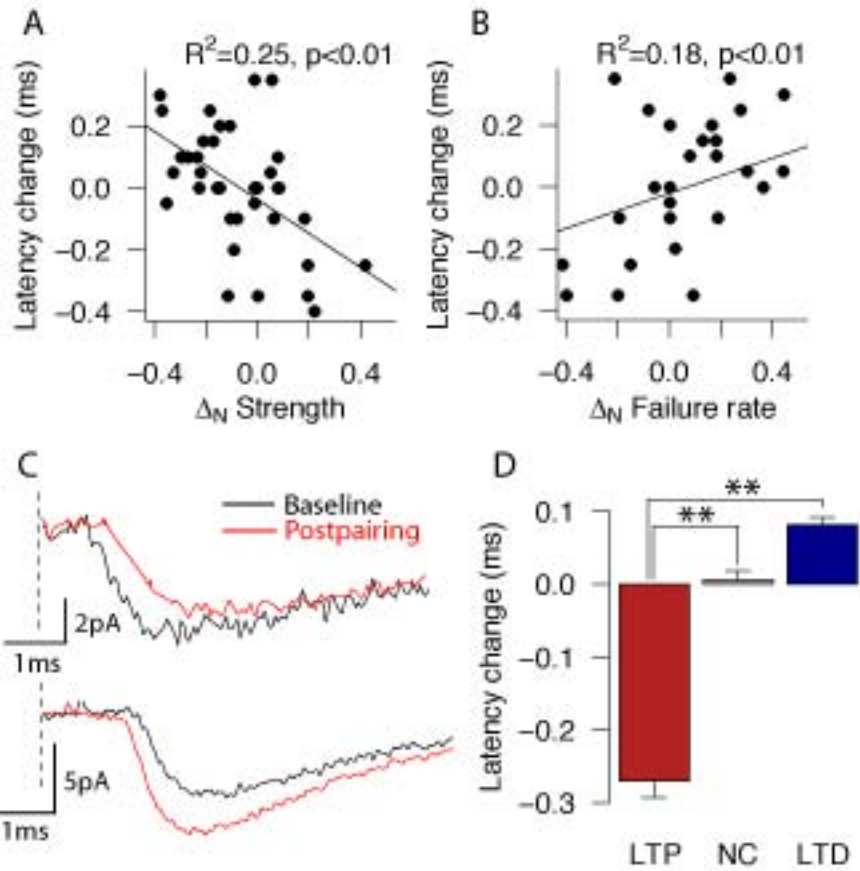 A
R²=0.25, p<0.01
Latency change (ms)
0.2
0.0
−0.2
−0.4
−0.4 0.0 0.4
ΔN Strength
B
R²=0.18, p<0.01
Latency change (ms)
0.2
0.0
−0.2
−0.4
−0.4 0.0 0.4
ΔN Failure rate
C
Baseline
Postpairing
2pA
1ms
5pA
1ms
D
**
**
Latency change (ms)
0.1
0.0
−0.1
−0.2
−0.3
LTP NC LTD